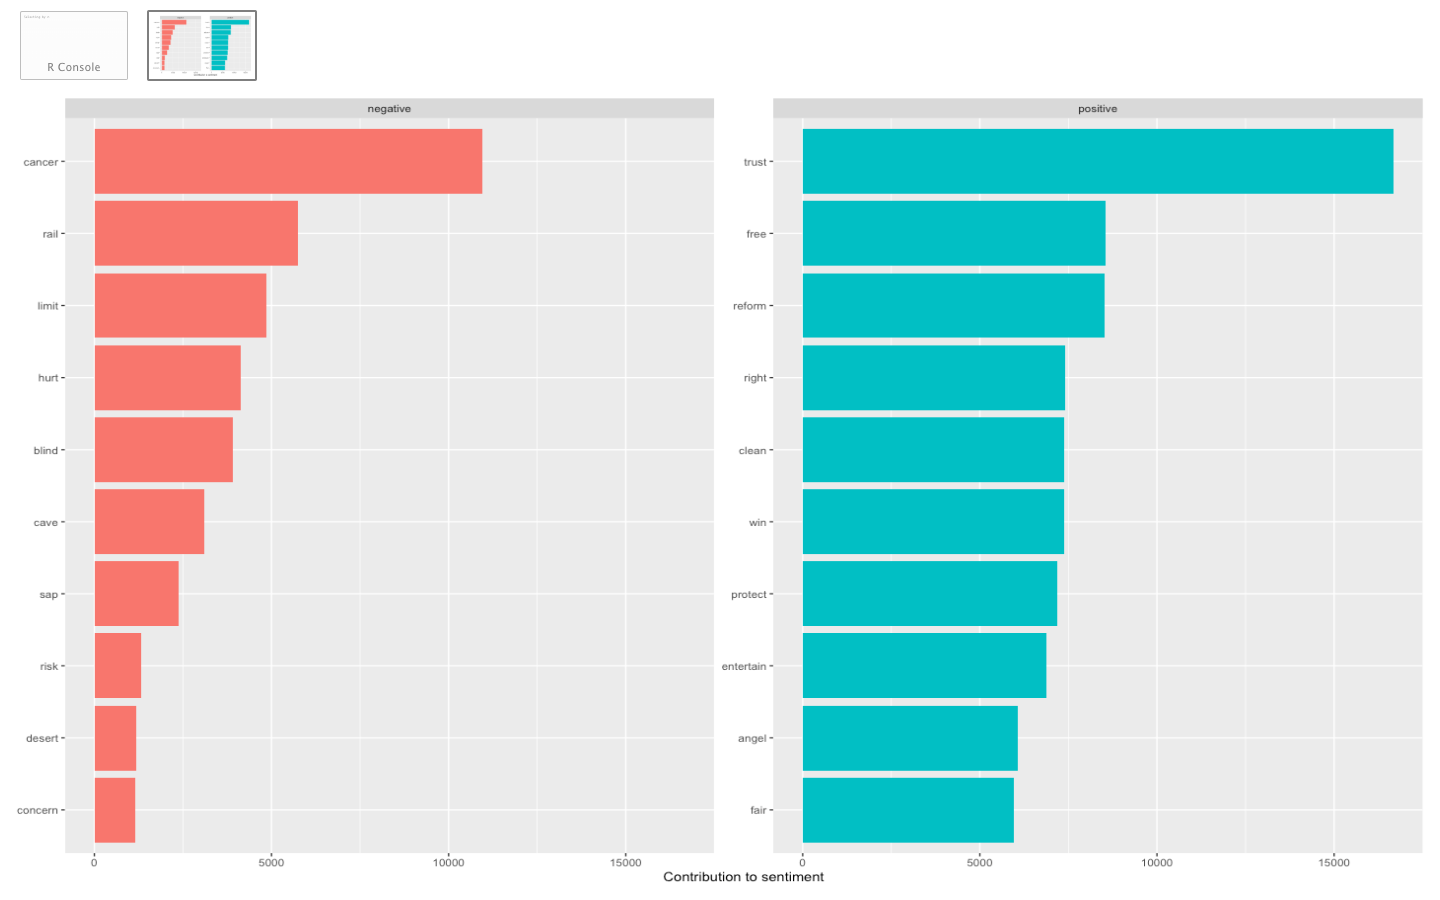 R Console
negative
positive
cancer
rail
limit
hurt
blind
cave
sap
risk
desert
concern
trust
free
reform
right
clean
win
protect
entertain
angel
fair
0 5000 10000 15000
0 5000 10000 15000
Contribution to sentiment